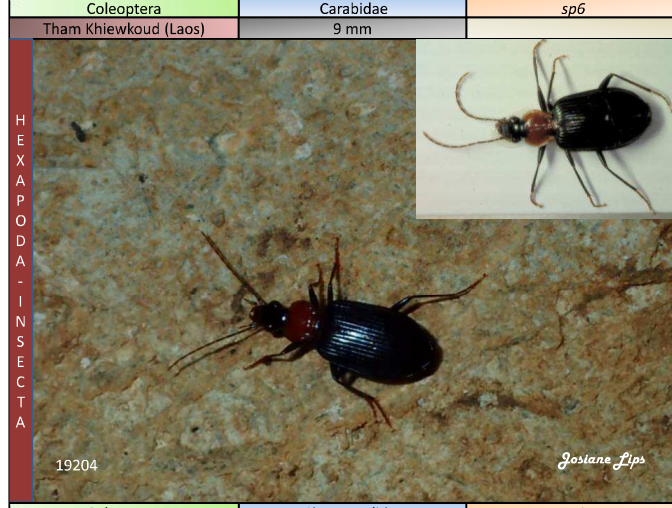 Coleoptera Carabidae sp6
Tham Khiewkoud (Laos) 9 mm
HEXAPODA-INSECTA
19204 Josiane Lips